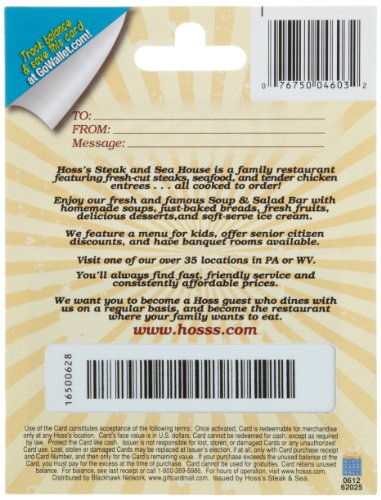 Track balance
& save this card
at GoWallet.com!
0 76750 04603 2
TO:
FROM:
Message:
Hoss's Steak and Sea House is a family restaurant
featuring fresh-cut steaks, seafood, and tender chicken
entrees . . . all cooked to order!
Enjoy our fresh and famous Soup & Salad Bar with
homemade soups, just-baked breads, fresh fruits,
delicious desserts,and soft-serve ice cream.
We feature a menu for kids, offer senior citizen
discounts, and have banquet rooms available.
Visit one of our over 35 locations in PA or WV.
You'll always find fast, friendly service and
consistently affordable prices.
We want you to become a Hoss guest who dines with
us on a regular basis, and become the restaurant
where your family wants to eat.
www.hosss.com
16500628
Use of the Card constitutes acceptance of the following terms: Once activated, Card is redeemable for merchandise
only at any Hoss's location. Card's face value is in U.S. dollars. Card cannot be redeemed for cash, except as required
by law. Protect the Card like cash. Issuer is not responsible for lost, stolen, or damaged Cards or any unauthorized
Card use. Lost, stolen or damaged Cards may be replaced at Issuer's election, if at all, only with Card purchase receipt
and Card number, and then only for the Card's remaining value. If your purchase exceeds the unused balance of the
Card, you must pay for the excess at the time of purchase. Card cannot be used for gratuities. Card retains unused
balance. For balance, see last receipt or call 1-800-269-5986. For hours of operation, visit www.hosss.com.
Distributed by Blackhawk Network. www.giftcardmall.com Issued by Hoss's Steak & Sea.
0612
62025